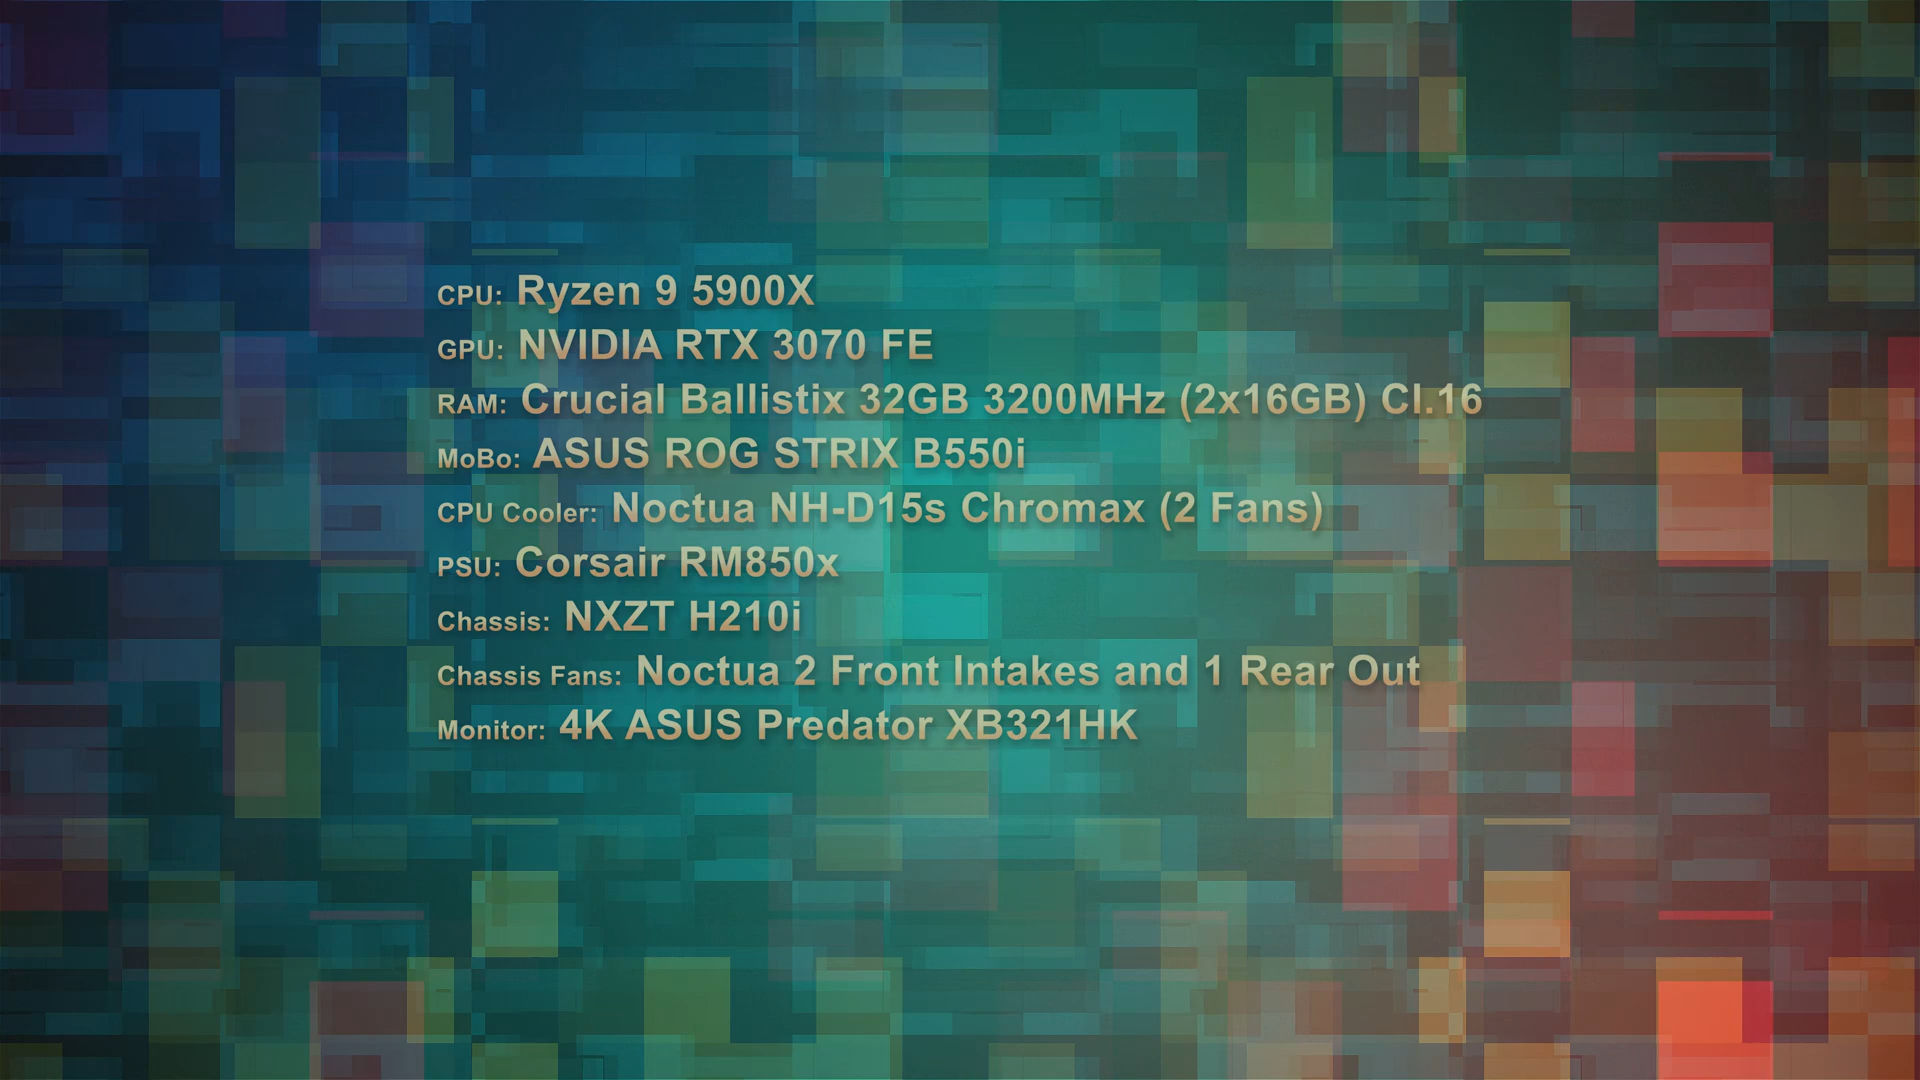 CPU: Ryzen 9 5900X
GPU: NVIDIA RTX 3070 FE
RAM: Crucial Ballistix 32GB 3200MHz (2x16GB) Cl.16
MoBo: ASUS ROG STRIX B550i
CPU Cooler: Noctua NH-D15s Chromax (2 Fans)
PSU: Corsair RM850x
Chassis: NXZT H210i
Chassis Fans: Noctua 2 Front Intakes and 1 Rear Out
Monitor: 4K ASUS Predator XB321HK